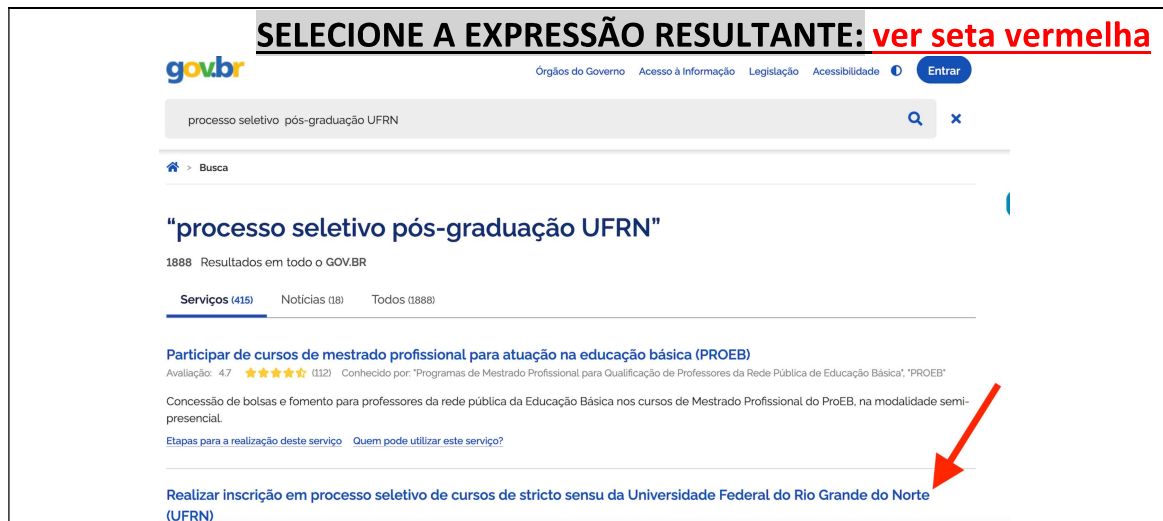 SELECIONE A EXPRESSÃO RESULTANTE: ver seta vermelha
gov.br
Órgãos do Governo Acesso à Informação Legislação Acessibilidade Entrar
processo seletivo pós-graduação UFRN
> Busca
“processo seletivo pós-graduação UFRN”
1888 Resultados em todo o GOV.BR
Serviços (415) Notícias (18) Todos (1888)
Participar de cursos de mestrado profissional para atuação na educação básica (PROEB)
Avaliação: 4.7 (112) Conhecido por: "Programas de Mestrado Profissional para Qualificação de Professores da Rede Pública de Educação Básica", "PROEB"
Concessão de bolsas e fomento para professores da rede pública da Educação Básica nos cursos de Mestrado Profissional do ProEB, na modalidade semi-
presencial.
Etapas para a realização deste serviço Quem pode utilizar este serviço?
Realizar inscrição em processo seletivo de cursos de stricto sensu da Universidade Federal do Rio Grande do Norte
(UFRN)